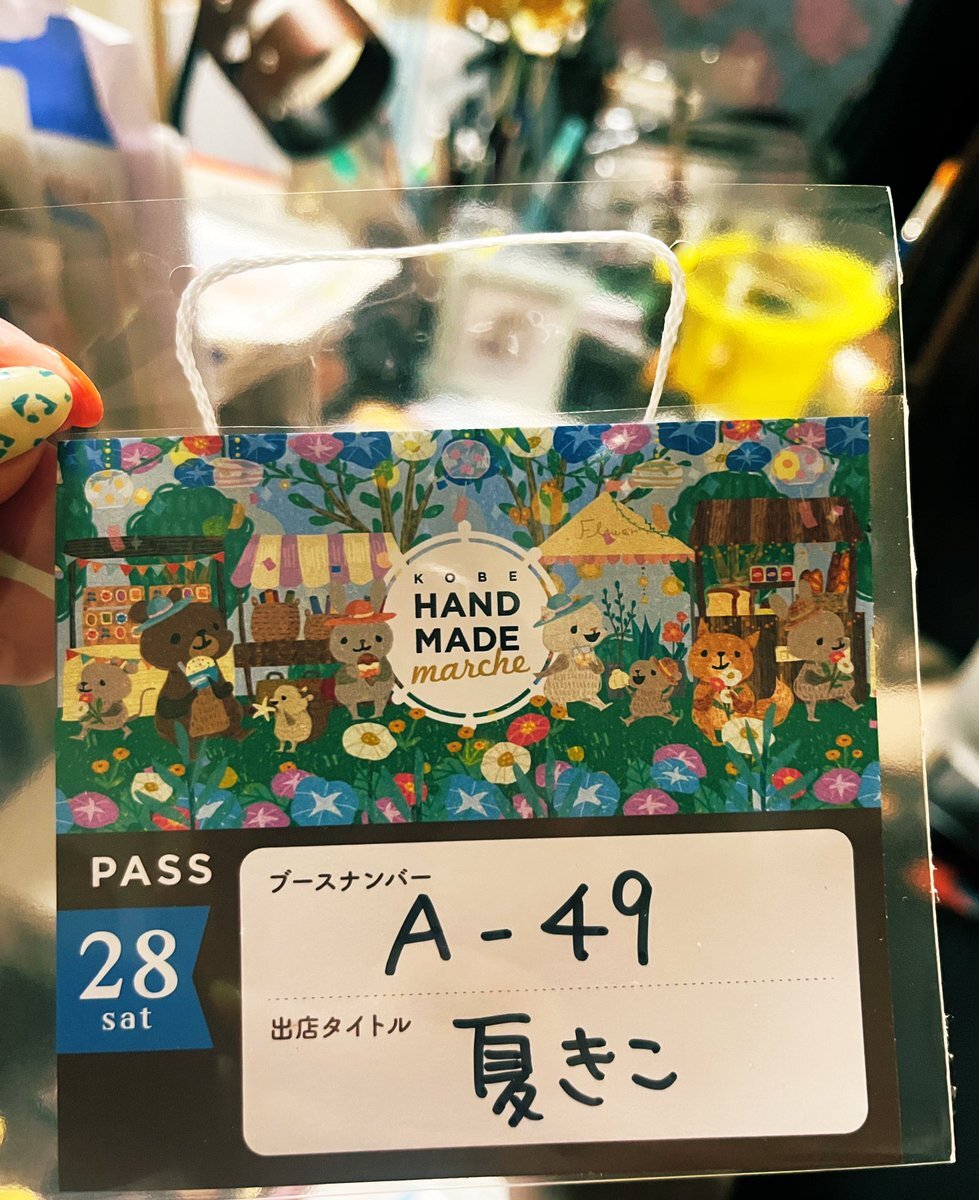 Flower
KOBE
HAND
MADE
marche
PASS
28
sat
ブースナンバー
A-49
出店タイトル
夏きこ